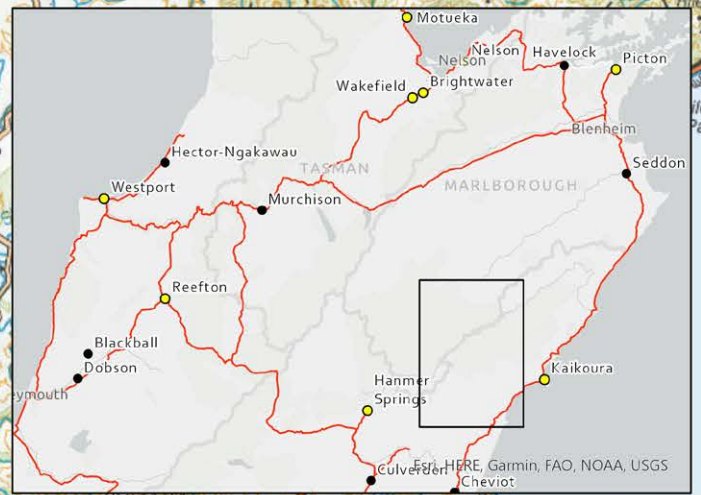 Motueka
Nelson
Nelson
Havelock
Picton
Wakefield
Brightwater
Blenheim
Hector-Ngakawau
TASMAN
Seddon
MARLBOROUGH
Westport
Murchison
Reefton
Blackball
Dobson
eymouth
Kaikoura
Hanmer
Springs
Culverden
Esri, HERE, Garmin, FAO, NOAA, USGS
Cheviot